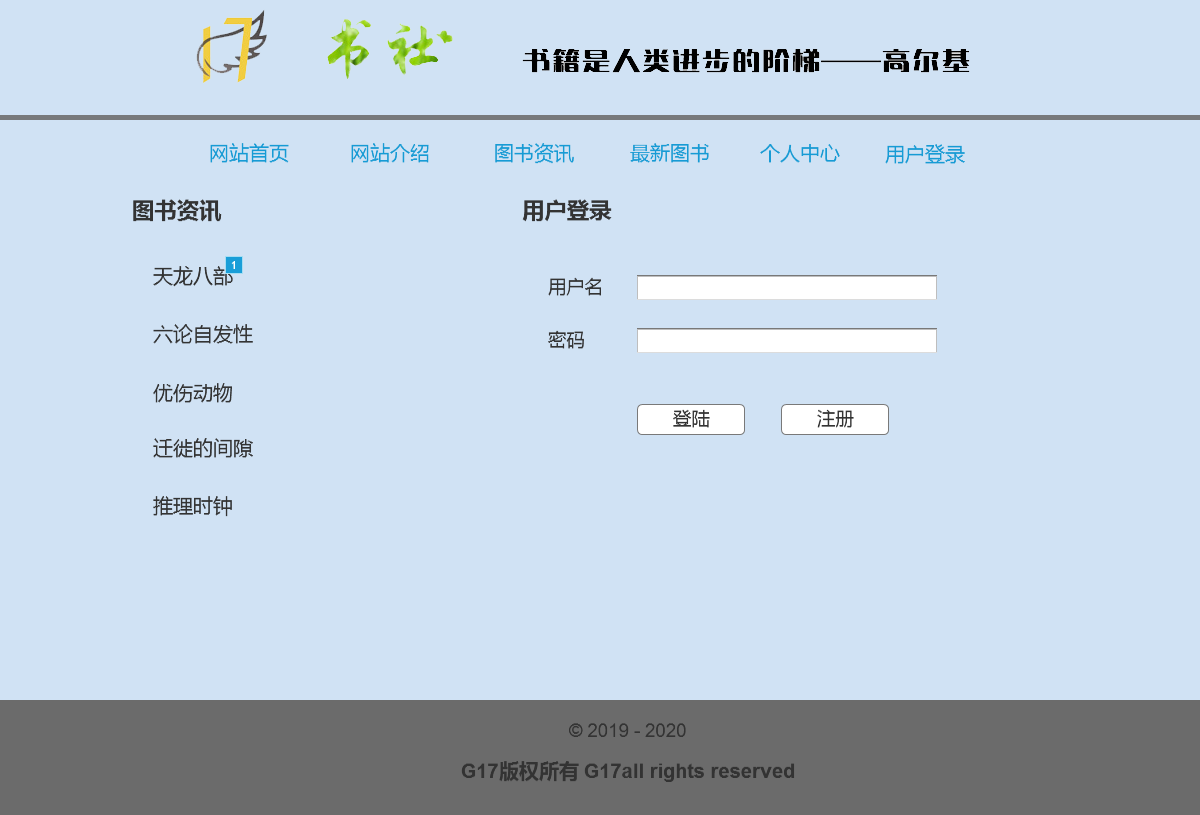 17 书社 书籍是人类进步的阶梯——高尔基
网站首页 网站介绍 图书资讯 最新图书 个人中心 用户登录
图书资讯
天龙八部 1
六论自发性
优伤动物
迁徙的间隙
推理时钟
用户登录
用户名
密码
登陆 注册
© 2019 - 2020
G17版权所有 G17all rights reserved